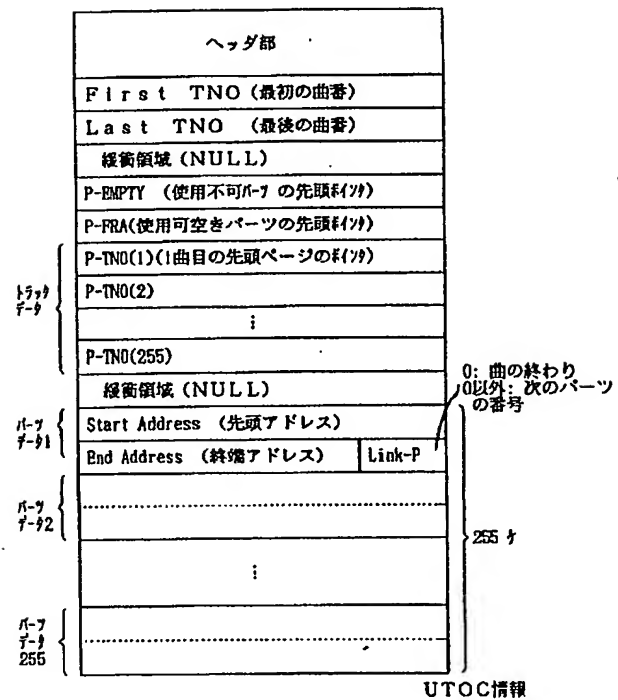 ヘッダ部
First TNO (最初の曲番)
Last TNO (最後の曲番)
緩衝領域 (NULL)
P-EMPTY (使用不可パーツ の先頭ポインタ)
P-FRA(使用可空きパーツの先頭ポインタ)
P-TNO(1)(1曲目の先頭ページのポインタ)
トラック
データ
P-TNO(2)
⋮
P-TNO(255)
緩衝領域 (NULL)
0: 曲の終わり
0以外: 次のパーツ
の番号
パーツ
データ1
Start Address (先頭アドレス)
End Address (終端アドレス)
Link-P
パーツ
データ2
255 ケ
⋮
パーツ
データ
255
UTOC情報